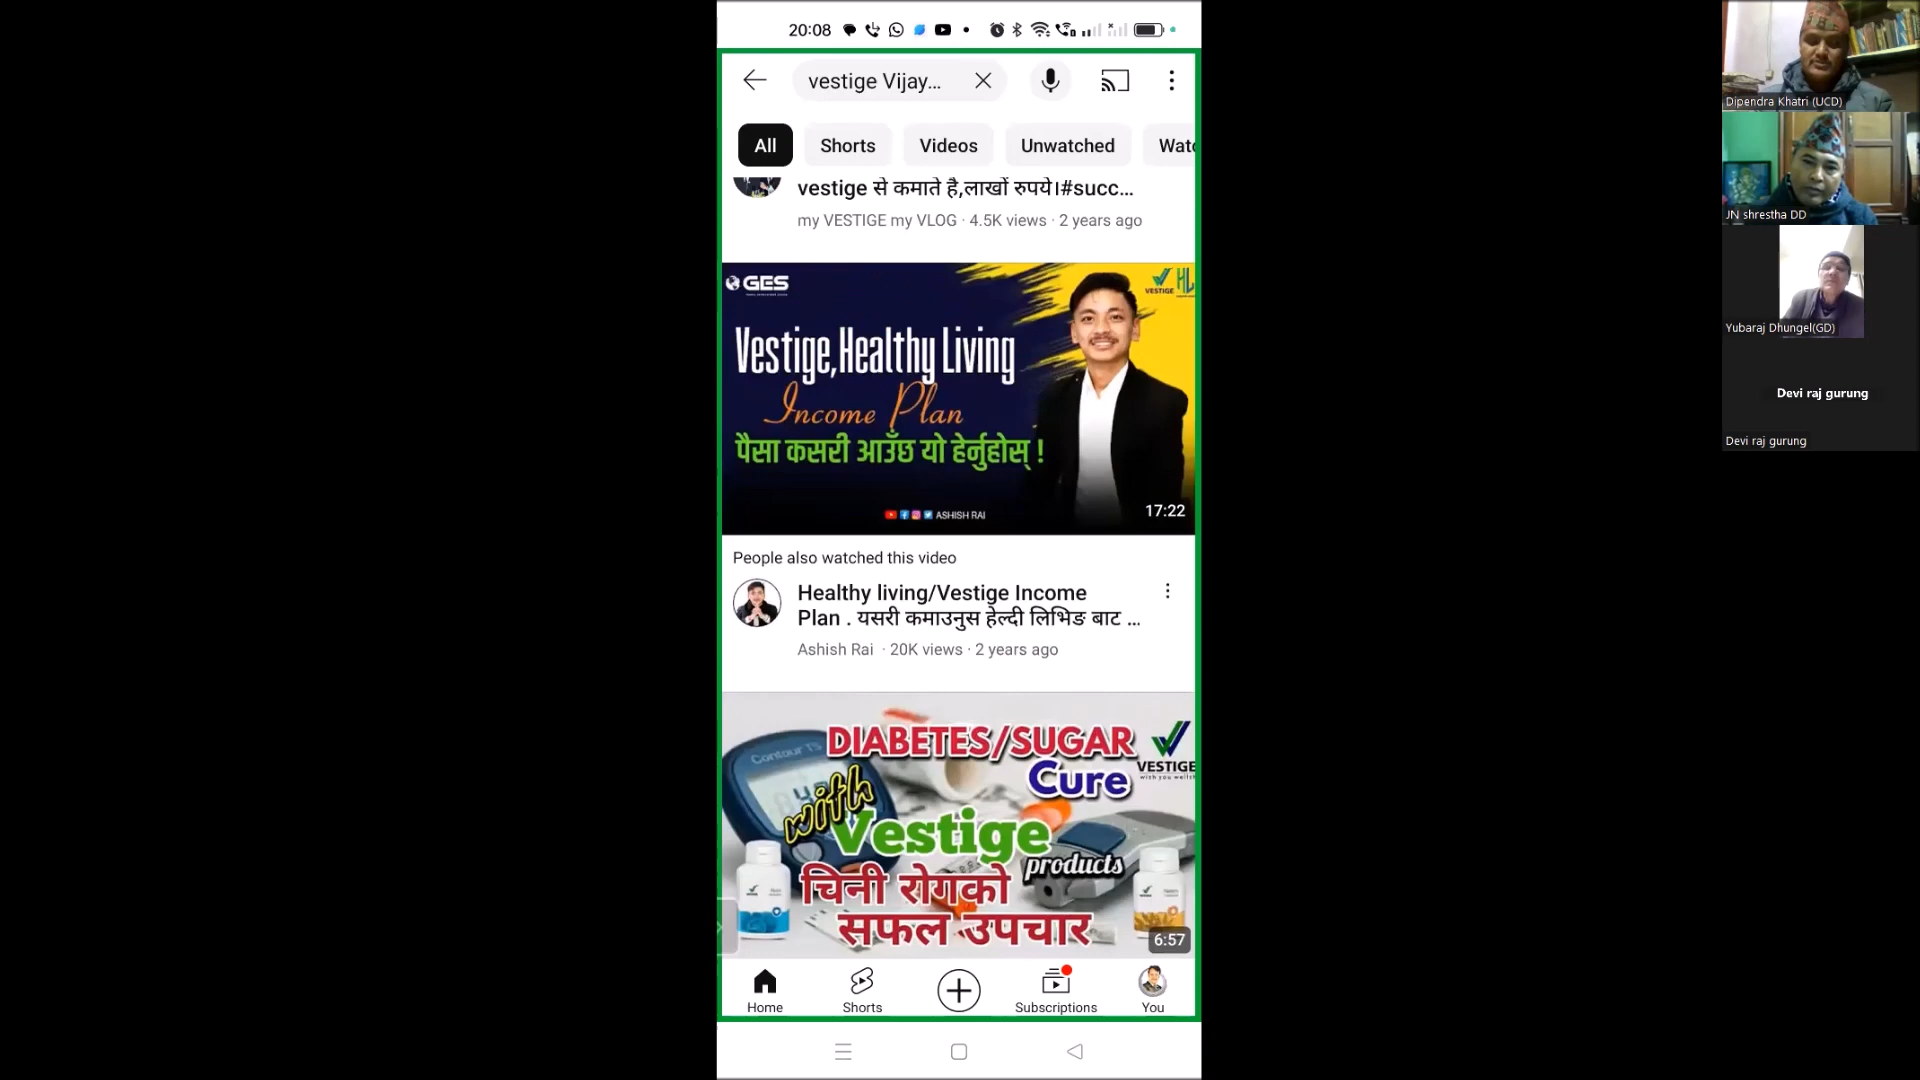 20:08
vestige Vijay...
All
Shorts
Videos
Unwatched
Watc
vestige से कमाते है,लाखों रुपये।#succ...
my VESTIGE my VLOG · 4.5K views · 2 years ago
GES
VESTIGE HL
Vestige,Healthy Living
Income Plan
पैसा कसरी आउँछ यो हेर्नुहोस् !
ASHISH RAI
17:22
People also watched this video
Healthy living/Vestige Income
Plan . यसरी कमाउनुस हेल्दी लिभिङ बाट ...
Ashish Rai · 20K views · 2 years ago
Contour TS
DIABETES/SUGAR
Cure
VESTIGE
with
Vestige
products
चिनी रोगको
सफल उपचार
6:57
Home
Shorts
Subscriptions
You
Dipendra Khatri (UCD)
JN shrestha DD
Yubaraj Dhungel(GD)
Devi raj gurung
Devi raj gurung